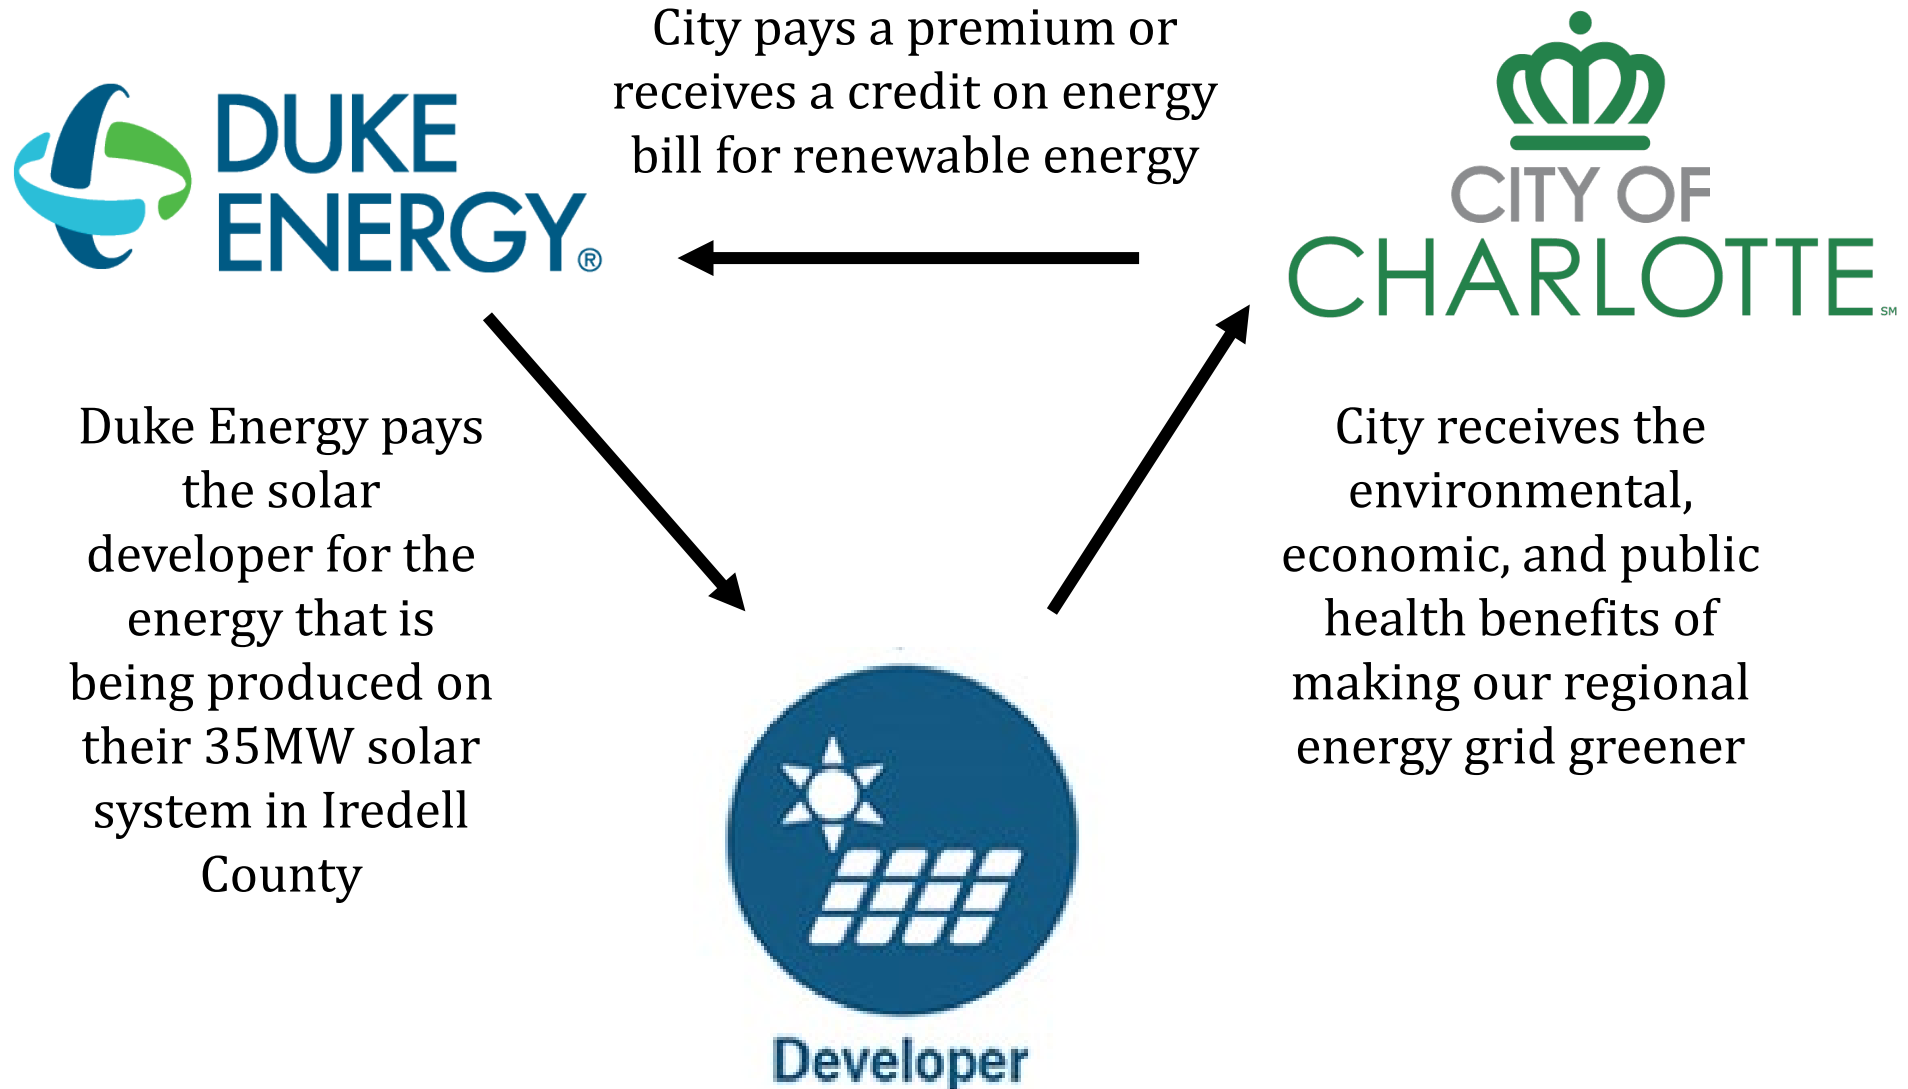 City pays a premium or
receives a credit on energy
bill for renewable energy
DUKE
ENERGY®
CITY OF
CHARLOTTE℠
Duke Energy pays
the solar
developer for the
energy that is
being produced on
their 35MW solar
system in Iredell
County
City receives the
environmental,
economic, and public
health benefits of
making our regional
energy grid greener
Developer